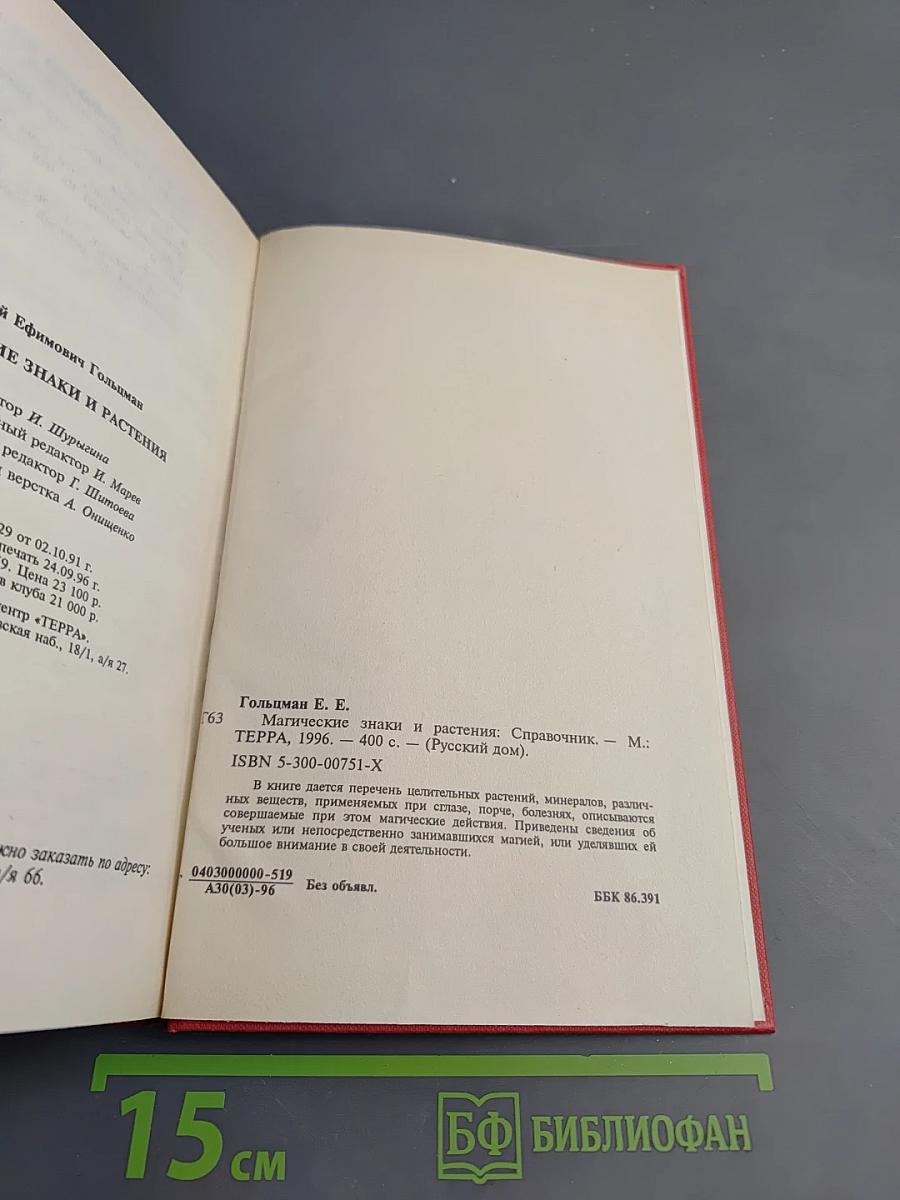 й Ефимович Гольцман
ИЕ ЗНАКИ И РАСТЕНИЯ
тор И. Шурыгина
ный редактор И. Марев
редактор Г. Шитоева
верстка А. Онищенко
29 от 02.10.91 г.
печать 24.09.96 г.
9. Цена 23 100 р.
в клуба 21 000 р.
ентр «ТЕРРА».
ская наб., 18/1, а/я 27.
жно заказать по адресу:
/я 66.
Гольцман Е. Е.
Г63 Магические знаки и растения: Справочник. — М.:
ТЕРРА, 1996. — 400 с. — (Русский дом).
ISBN 5-300-00751-X
В книге дается перечень целительных растений, минералов, различ-
ных веществ, применяемых при сглазе, порче, болезнях, описываются
совершаемые при этом магические действия. Приведены сведения об
ученых или непосредственно занимавшихся магией, или уделявших ей
большое внимание в своей деятельности.
0403000000-519
А30(03)-96
Без объявл.
ББК 86.391
15 см
БФ БИБЛИОФАН